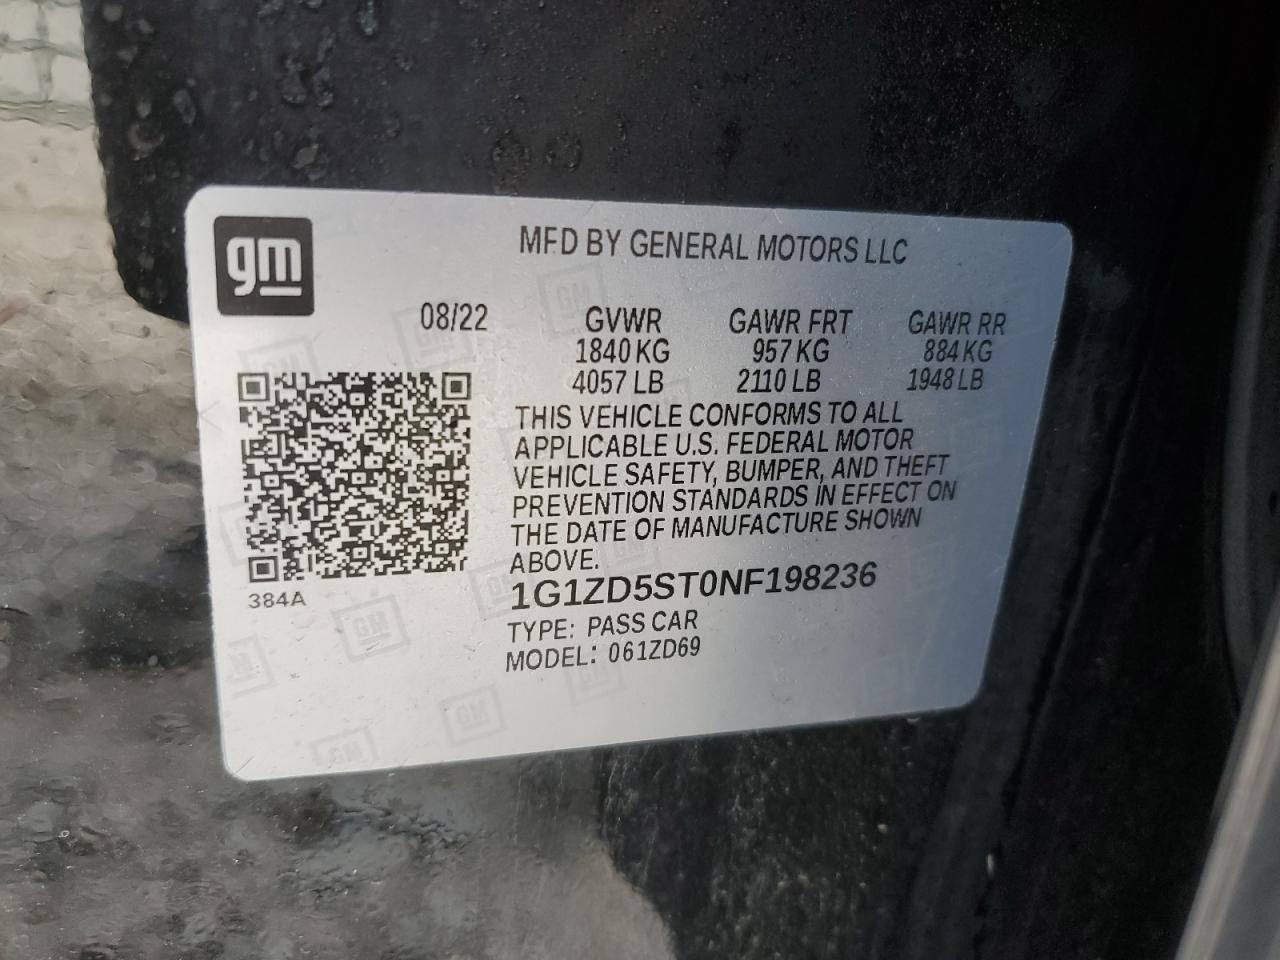 gm
MFD BY GENERAL MOTORS LLC
08/22 GVWR GAWR FRT GAWR RR
1840 KG 957 KG 884 KG
4057 LB 2110 LB 1948 LB
THIS VEHICLE CONFORMS TO ALL
APPLICABLE U.S. FEDERAL MOTOR
VEHICLE SAFETY, BUMPER, AND THEFT
PREVENTION STANDARDS IN EFFECT ON
THE DATE OF MANUFACTURE SHOWN
ABOVE.
384A
1G1ZD5ST0NF198236
TYPE: PASS CAR
MODEL: 061ZD69